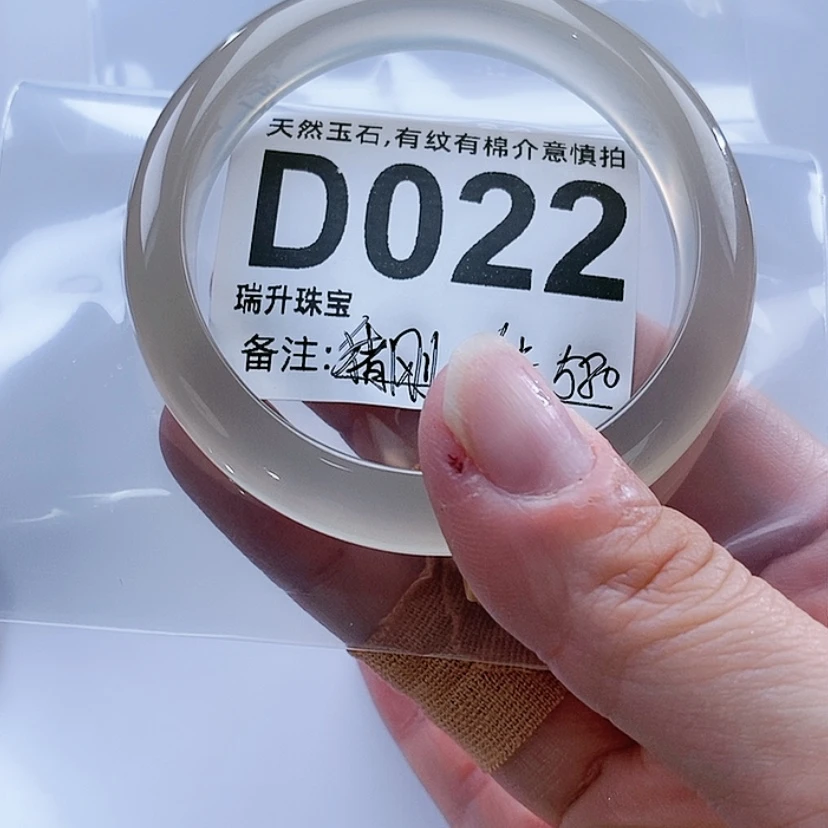 天然玉石,有纹有棉介意慎拍
D022
瑞升珠宝
备注: 580